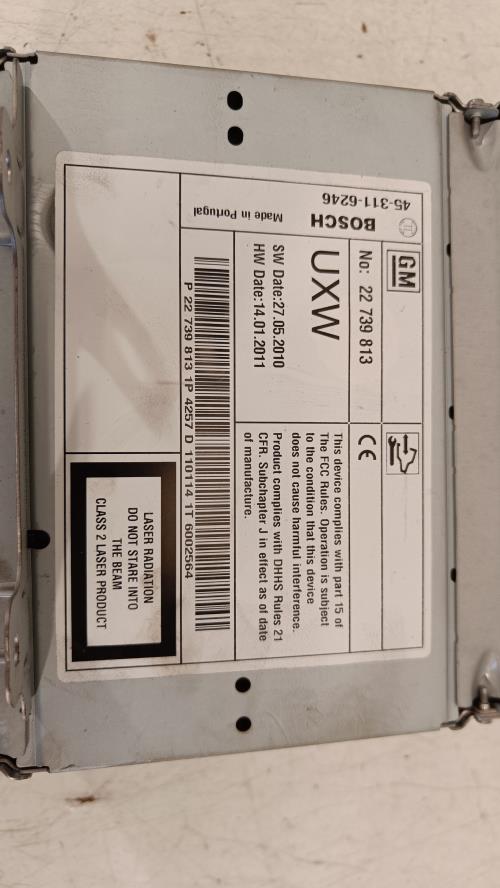 GM
No: 22 739 813
CE
UXW
SW Date:27.05.2010
HW Date:14.01.2011
This device complies with part 15 of
The FCC Rules. Operation is subject
to the condition that this device
does not cause harmful interference.
Product complies with DHHS Rules 21
CFR. Subchapter J in effect as of date
of manufacture.
P 22 739 813 1P 4257 D 110114 1T 6002564
LASER RADIATION
DO NOT STARE INTO
THE BEAM
CLASS 2 LASER PRODUCT
45-311-6246
BOSCH
Made in Portugal